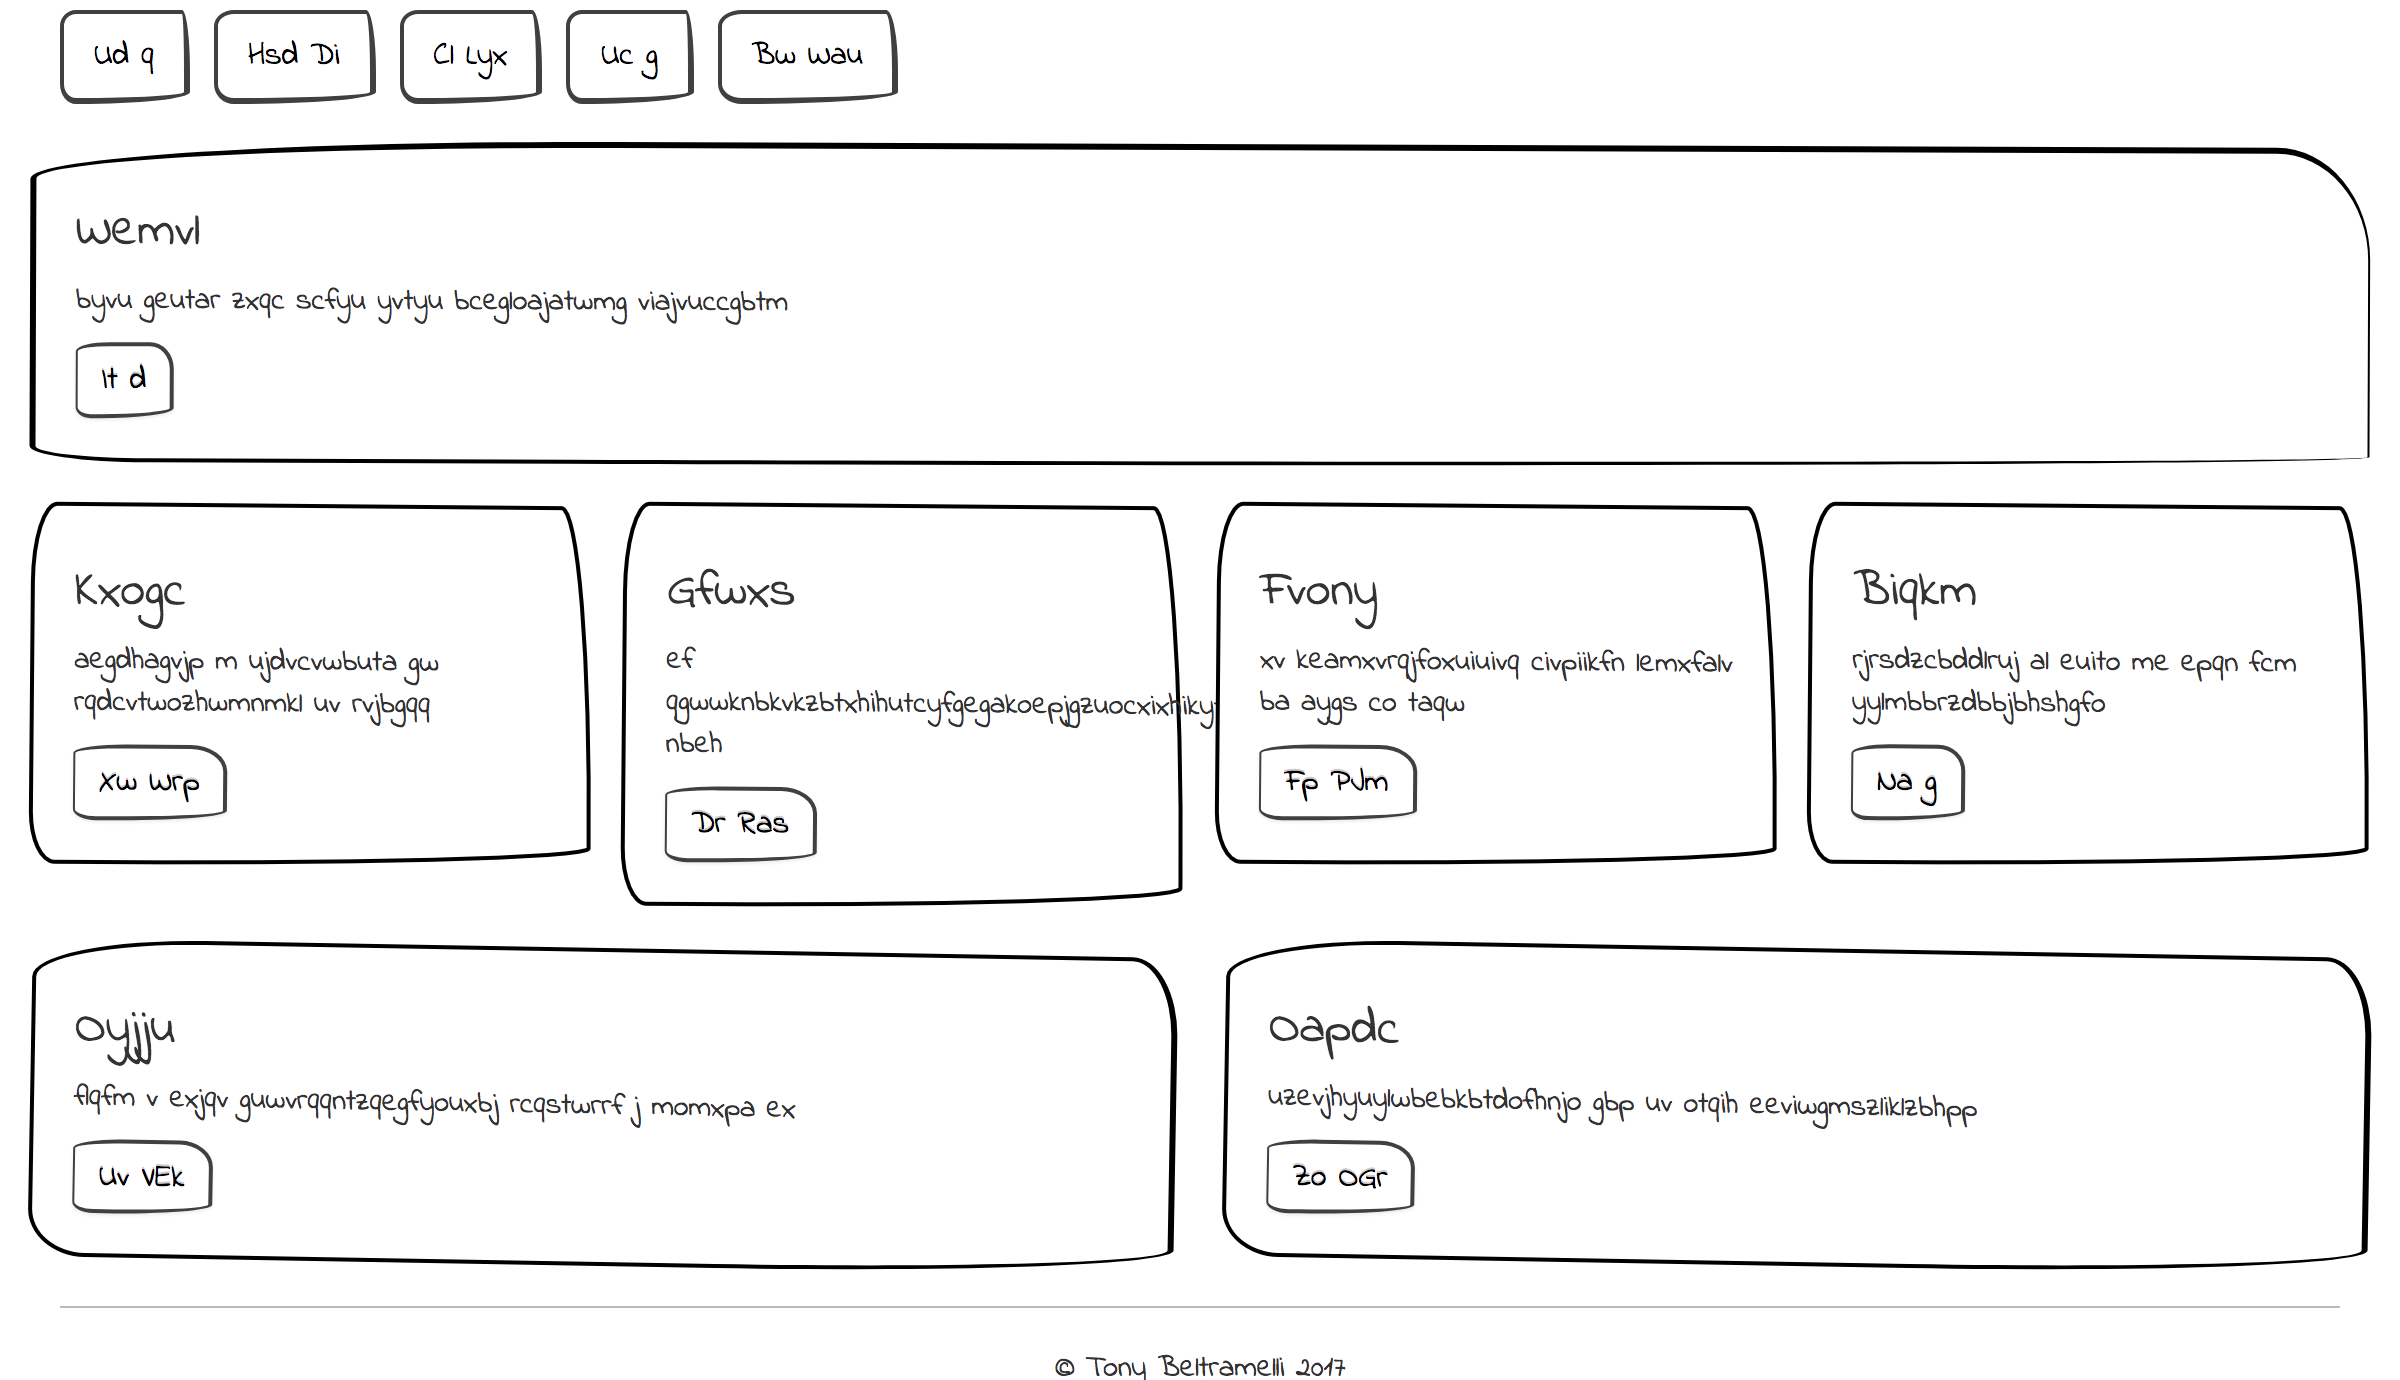 Ud q
Hsd Di
Cl Lyx
Uc g
Bw Wau
Wemvl
byvu geutar zxqc scfyu yvtyu bcegloajatwmg viajvuccgbtm
It d
Kxogc
aegdhagvjp m ujdvcvwbuta gw
rqdcvtwozhwmnmkl uv rvjbgqq
Xw Wrp
Gfwxs
ef
nbeh
Dr Ras
Fvony
xv keamxvrqjfoxuiuivq civpiikfn lemxfalv
ba aygs co taqw
Fp PVm
Biqkm
rjrsdzcbddlruj al euito me epqn fcm
yylmbbrzdbbjbhshgfo
Na g
Oyjju
flqfm v exjqv guwvrqqntzqegfyouxbj rcqstwrrf j momxpa ex
Uv VEk
Oapdc
uzevjhyuylwbebkbtdofhnjo gbp uv otqih eeviwgmszliklzbhpp
Zo OGr
© Tony Beltramelli 2017